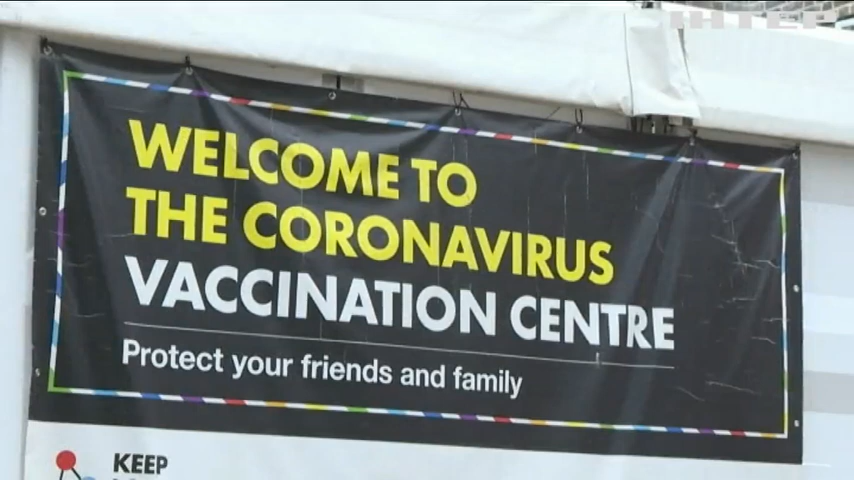 ІНТЕР
WELCOME TO
THE CORONAVIRUS
VACCINATION CENTRE
Protect your friends and family
KEEP